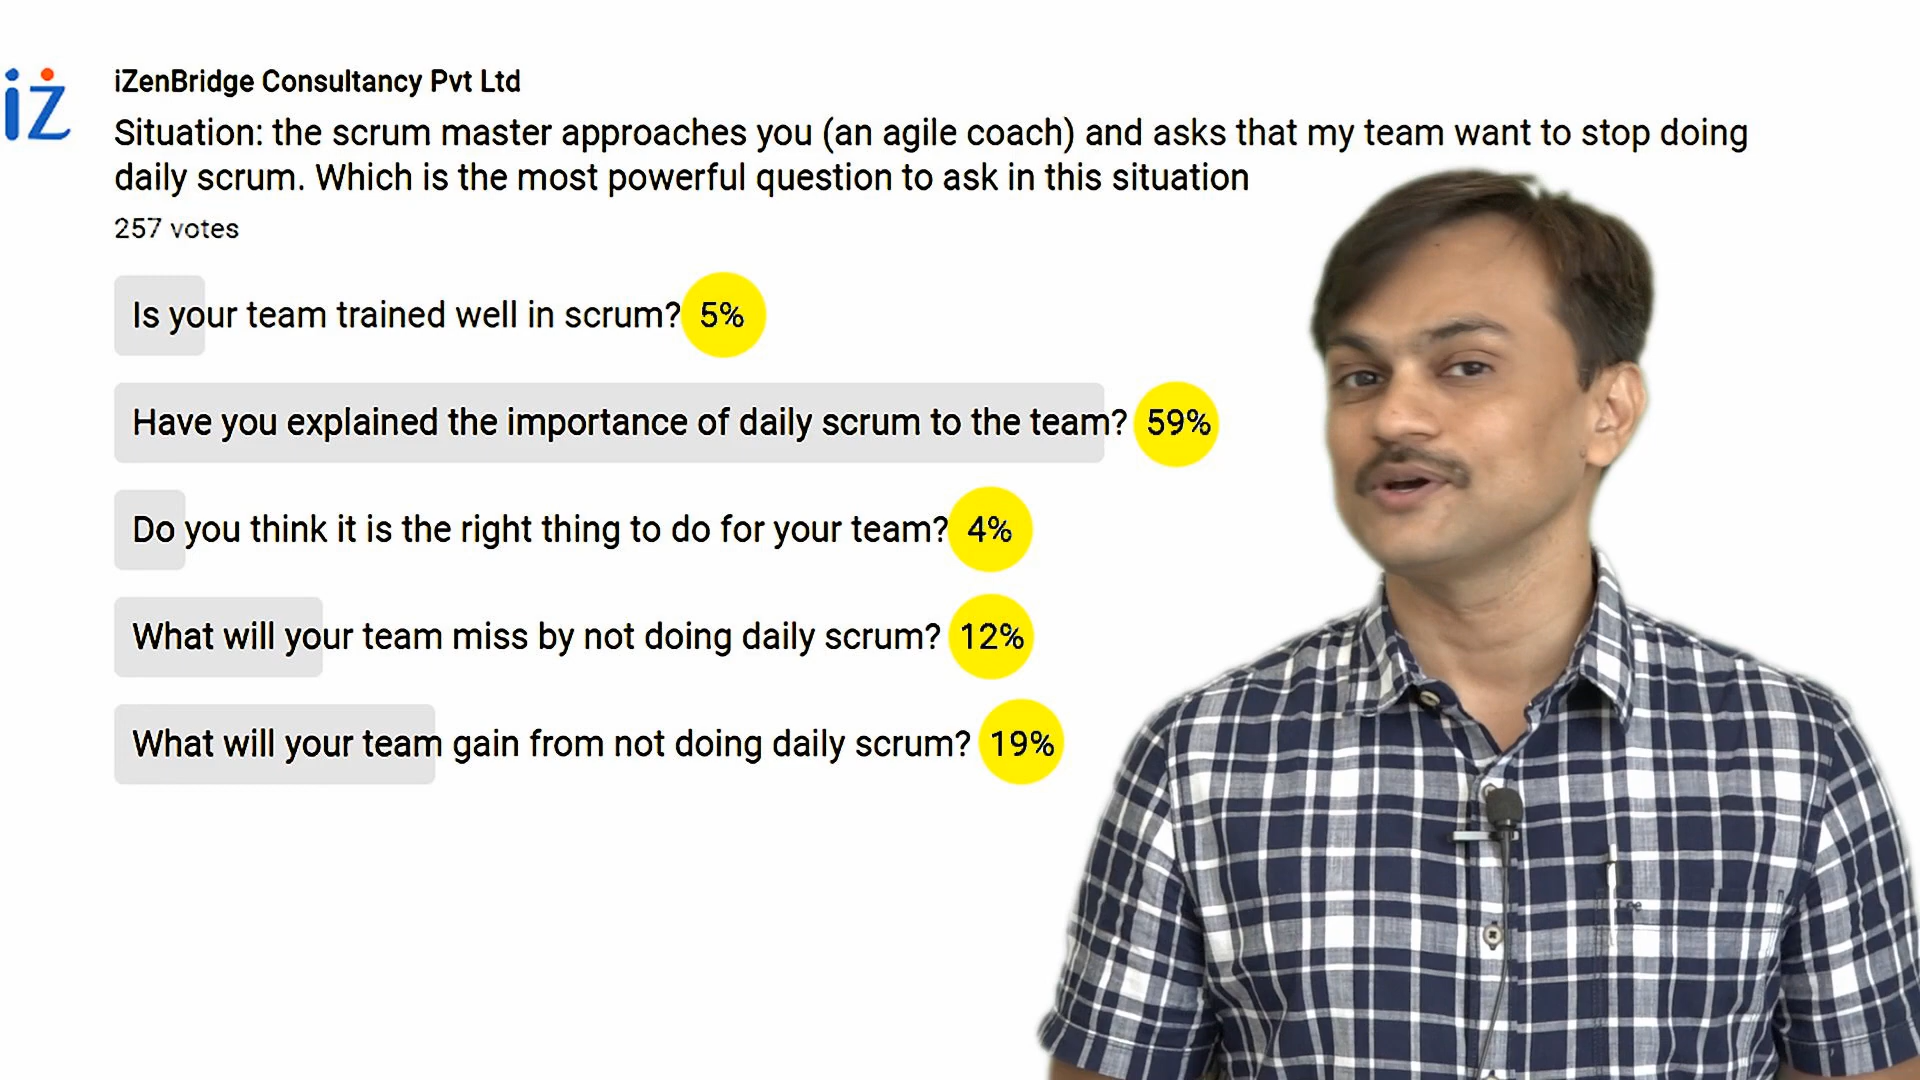 iz
iZenBridge Consultancy Pvt Ltd
Situation: the scrum master approaches you (an agile coach) and asks that my team want to stop doing
daily scrum. Which is the most powerful question to ask in this situation
257 votes
Is your team trained well in scrum? 5%
Have you explained the importance of daily scrum to the team? 59%
Do you think it is the right thing to do for your team? 4%
What will your team miss by not doing daily scrum? 12%
What will your team gain from not doing daily scrum? 19%
Lee